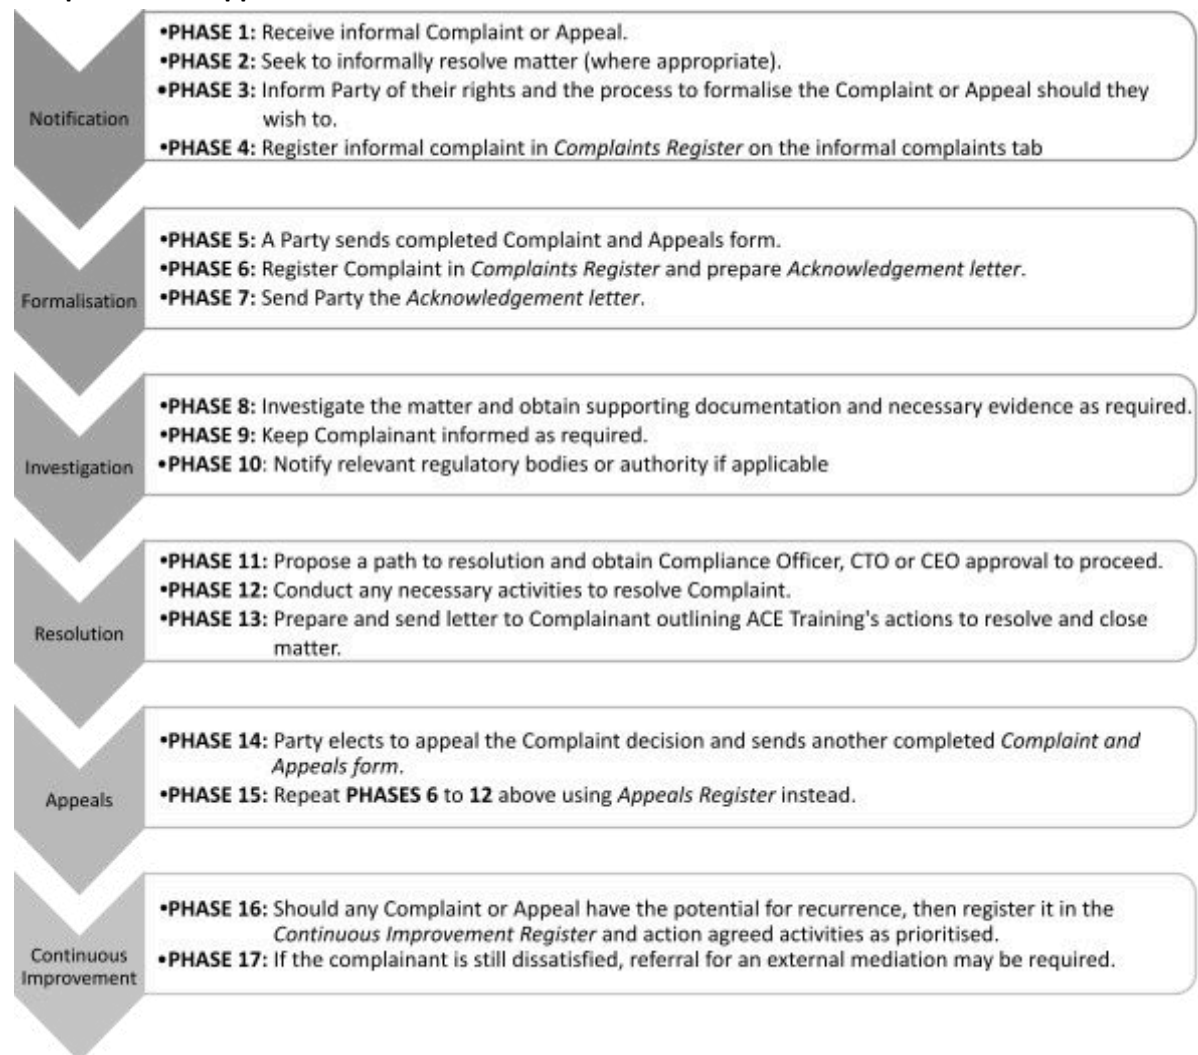 •PHASE 1: Receive informal Complaint or Appeal.
•PHASE 2: Seek to informally resolve matter (where appropriate).
•PHASE 3: Inform Party of their rights and the process to formalise the Complaint or Appeal should they
wish to.
•PHASE 4: Register informal complaint in Complaints Register on the informal complaints tab
Notification
•PHASE 5: A Party sends completed Complaint and Appeals form.
•PHASE 6: Register Complaint in Complaints Register and prepare Acknowledgement letter.
•PHASE 7: Send Party the Acknowledgement letter.
Formalisation
•PHASE 8: Investigate the matter and obtain supporting documentation and necessary evidence as required.
•PHASE 9: Keep Complainant informed as required.
•PHASE 10: Notify relevant regulatory bodies or authority if applicable
Investigation
•PHASE 11: Propose a path to resolution and obtain Compliance Officer, CTO or CEO approval to proceed.
•PHASE 12: Conduct any necessary activities to resolve Complaint.
•PHASE 13: Prepare and send letter to Complainant outlining ACE Training's actions to resolve and close
matter.
Resolution
•PHASE 14: Party elects to appeal the Complaint decision and sends another completed Complaint and
Appeals form.
•PHASE 15: Repeat PHASES 6 to 12 above using Appeals Register instead.
Appeals
•PHASE 16: Should any Complaint or Appeal have the potential for recurrence, then register it in the
Continuous Improvement Register and action agreed activities as prioritised.
•PHASE 17: If the complainant is still dissatisfied, referral for an external mediation may be required.
Continuous
Improvement